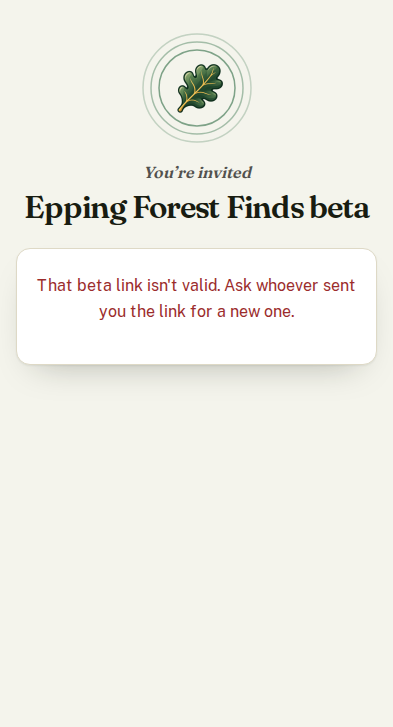 You're invited
Epping Forest Finds beta
That beta link isn't valid. Ask whoever sent
you the link for a new one.